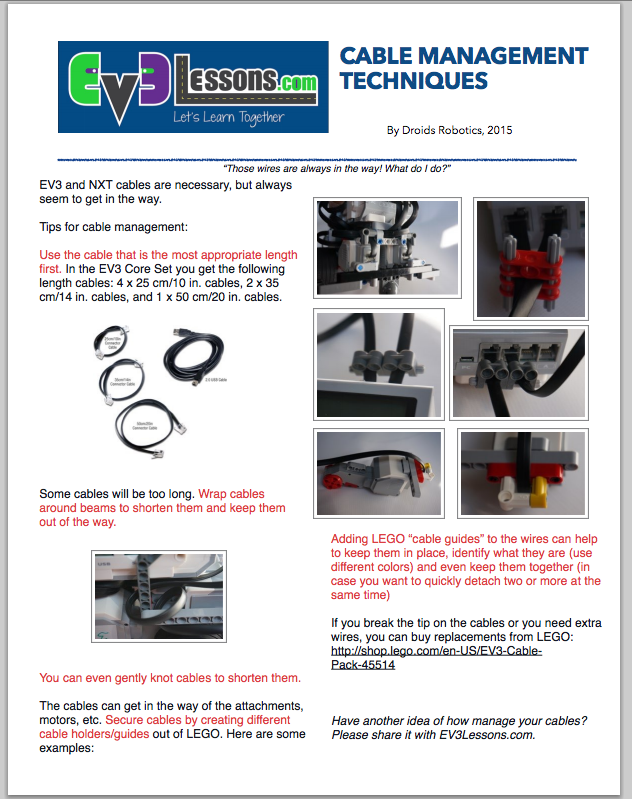 EV3Lessons.com
Let's Learn Together
CABLE MANAGEMENT
TECHNIQUES
By Droids Robotics, 2015
"Those wires are always in the way! What do I do?"
EV3 and NXT cables are necessary, but always
seem to get in the way.
Tips for cable management:
Use the cable that is the most appropriate length
first. In the EV3 Core Set you get the following
length cables: 4 x 25 cm/10 in. cables, 2 x 35
cm/14 in. cables, and 1 x 50 cm/20 in. cables.
Connector
Cable
EV3 USB Cable
Connector Cable
Connector Cable
Some cables will be too long. Wrap cables
around beams to shorten them and keep them
out of the way.
You can even gently knot cables to shorten them.
The cables can get in the way of the attachments,
motors, etc. Secure cables by creating different
cable holders/guides out of LEGO. Here are some
examples:
Adding LEGO "cable guides" to the wires can help
to keep them in place, identify what they are (use
different colors) and even keep them together (in
case you want to quickly detach two or more at the
same time)
If you break the tip on the cables or you need extra
wires, you can buy replacements from LEGO:
http://shop.lego.com/en-US/EV3-Cable-
Pack-45514
Have another idea of how manage your cables?
Please share it with EV3Lessons.com.